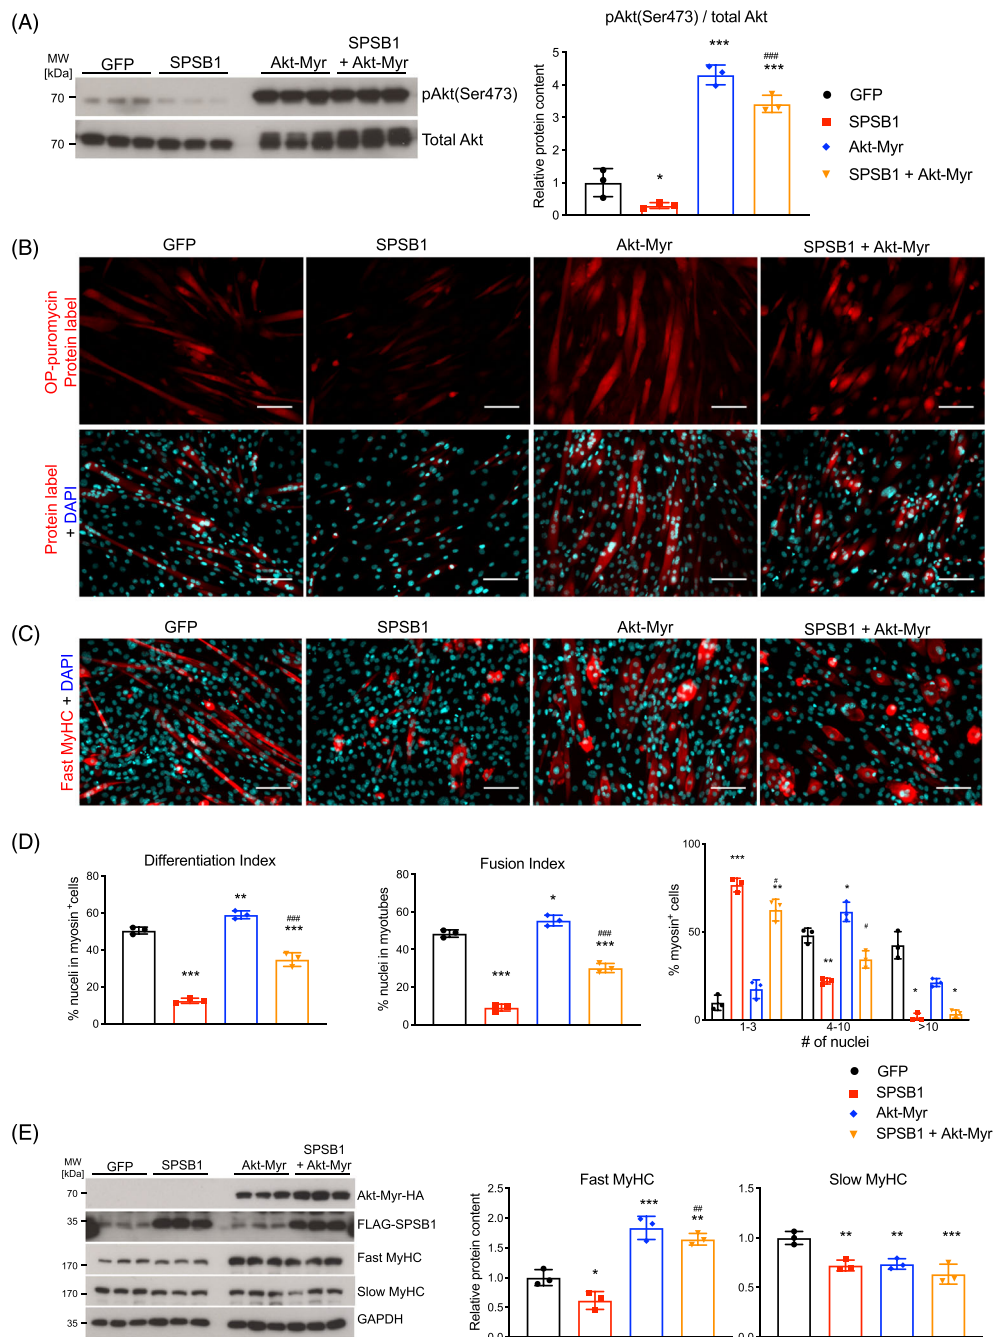 (A)
MW
[kDa]
GFP
SPSB1
Akt-Myr
SPSB1
+ Akt-Myr
70
pAkt(Ser473)
70
Total Akt
pAkt(Ser473) / total Akt
Relative protein content
5
4
3
2
1
0
*
***
###
***
GFP
SPSB1
Akt-Myr
SPSB1 + Akt-Myr
(B)
GFP
SPSB1
Akt-Myr
SPSB1 + Akt-Myr
OP-puromycin
Protein label
Protein label
+ DAPI
(C)
GFP
SPSB1
Akt-Myr
SPSB1 + Akt-Myr
Fast MyHC + DAPI
(D)
Differentiation Index
% nuceli in myosin+cells
80
60
40
20
0
***
**
###
***
Fusion Index
% nuclei in myotubes
80
60
40
20
0
***
*
###
***
% myosin+ cells
100
50
0
***
#
**
**
*
#
*
*
1-3
4-10
>10
# of nuclei
GFP
SPSB1
Akt-Myr
SPSB1 + Akt-Myr
(E)
MW
[kDa]
GFP
SPSB1
Akt-Myr
SPSB1
+ Akt-Myr
70
Akt-Myr-HA
35
FLAG-SPSB1
170
Fast MyHC
170
Slow MyHC
35
GAPDH
Fast MyHC
Relative protein content
2.5
2.0
1.5
1.0
0.5
0.0
*
***
##
**
Slow MyHC
1.5
1.0
0.5
0.0
**
**
***